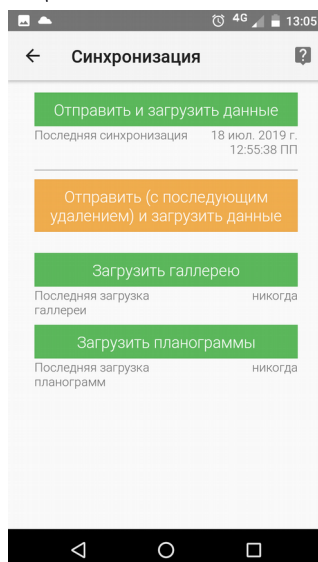 4G 13:05
Синхронизация
Отправить и загрузить данные
Последняя синхронизация 18 июл. 2019 г.
12:55:38 ПП
Отправить (с последующим
удалением) и загрузить данные
Загрузить галлерею
Последняя загрузка никогда
галлереи
Загрузить планограммы
Последняя загрузка никогда
планограмм